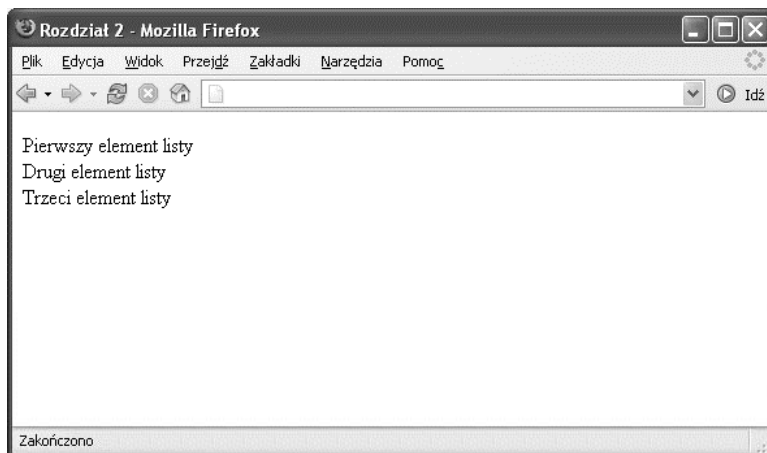 Rozdział 2 - Mozilla Firefox
Plik Edycja Widok Przejdź Zakładki Narzędzia Pomoc
Idź
Pierwszy element listy
Drugi element listy
Trzeci element listy
Zakończono